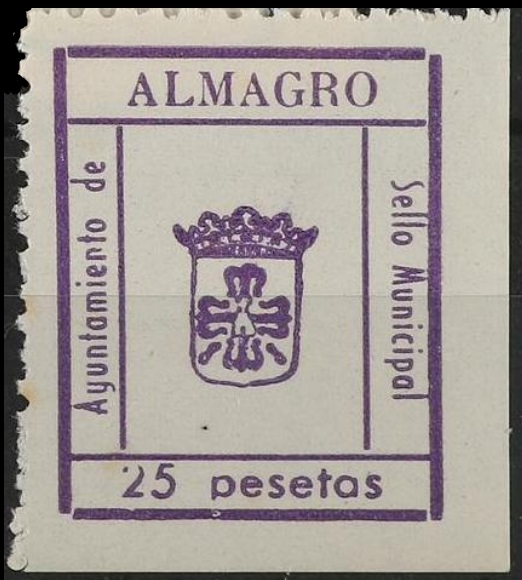 ALMAGRO
Ayuntamiento de
Sello Municipal
25 pesetas